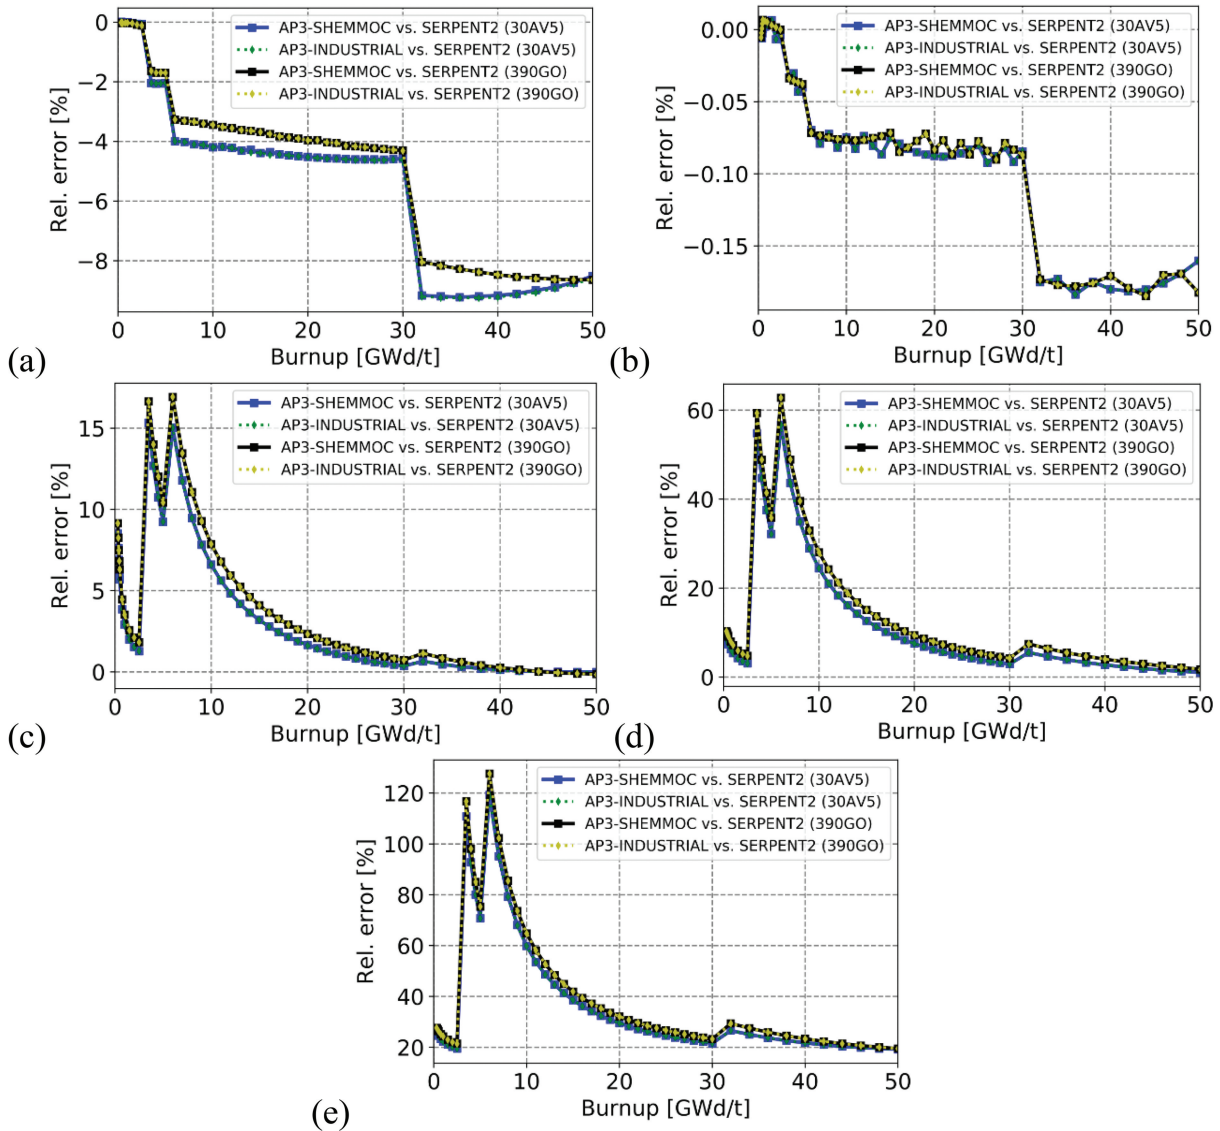 0
−2
−4
−6
−8
Rel. error [%]
AP3-SHEMMOC vs. SERPENT2 (30AV5)
AP3-INDUSTRIAL vs. SERPENT2 (30AV5)
AP3-SHEMMOC vs. SERPENT2 (390GO)
AP3-INDUSTRIAL vs. SERPENT2 (390GO)
0 10 20 30 40 50
Burnup [GWd/t]
(a)
0.00
−0.05
−0.10
−0.15
Rel. error [%]
AP3-SHEMMOC vs. SERPENT2 (30AV5)
AP3-INDUSTRIAL vs. SERPENT2 (30AV5)
AP3-SHEMMOC vs. SERPENT2 (390GO)
AP3-INDUSTRIAL vs. SERPENT2 (390GO)
0 10 20 30 40 50
Burnup [GWd/t]
(b)
15
10
5
0
Rel. error [%]
AP3-SHEMMOC vs. SERPENT2 (30AV5)
AP3-INDUSTRIAL vs. SERPENT2 (30AV5)
AP3-SHEMMOC vs. SERPENT2 (390GO)
AP3-INDUSTRIAL vs. SERPENT2 (390GO)
0 10 20 30 40 50
Burnup [GWd/t]
(c)
60
40
20
0
Rel. error [%]
AP3-SHEMMOC vs. SERPENT2 (30AV5)
AP3-INDUSTRIAL vs. SERPENT2 (30AV5)
AP3-SHEMMOC vs. SERPENT2 (390GO)
AP3-INDUSTRIAL vs. SERPENT2 (390GO)
0 10 20 30 40 50
Burnup [GWd/t]
(d)
120
100
80
60
40
20
Rel. error [%]
AP3-SHEMMOC vs. SERPENT2 (30AV5)
AP3-INDUSTRIAL vs. SERPENT2 (30AV5)
AP3-SHEMMOC vs. SERPENT2 (390GO)
AP3-INDUSTRIAL vs. SERPENT2 (390GO)
0 10 20 30 40 50
Burnup [GWd/t]
(e)